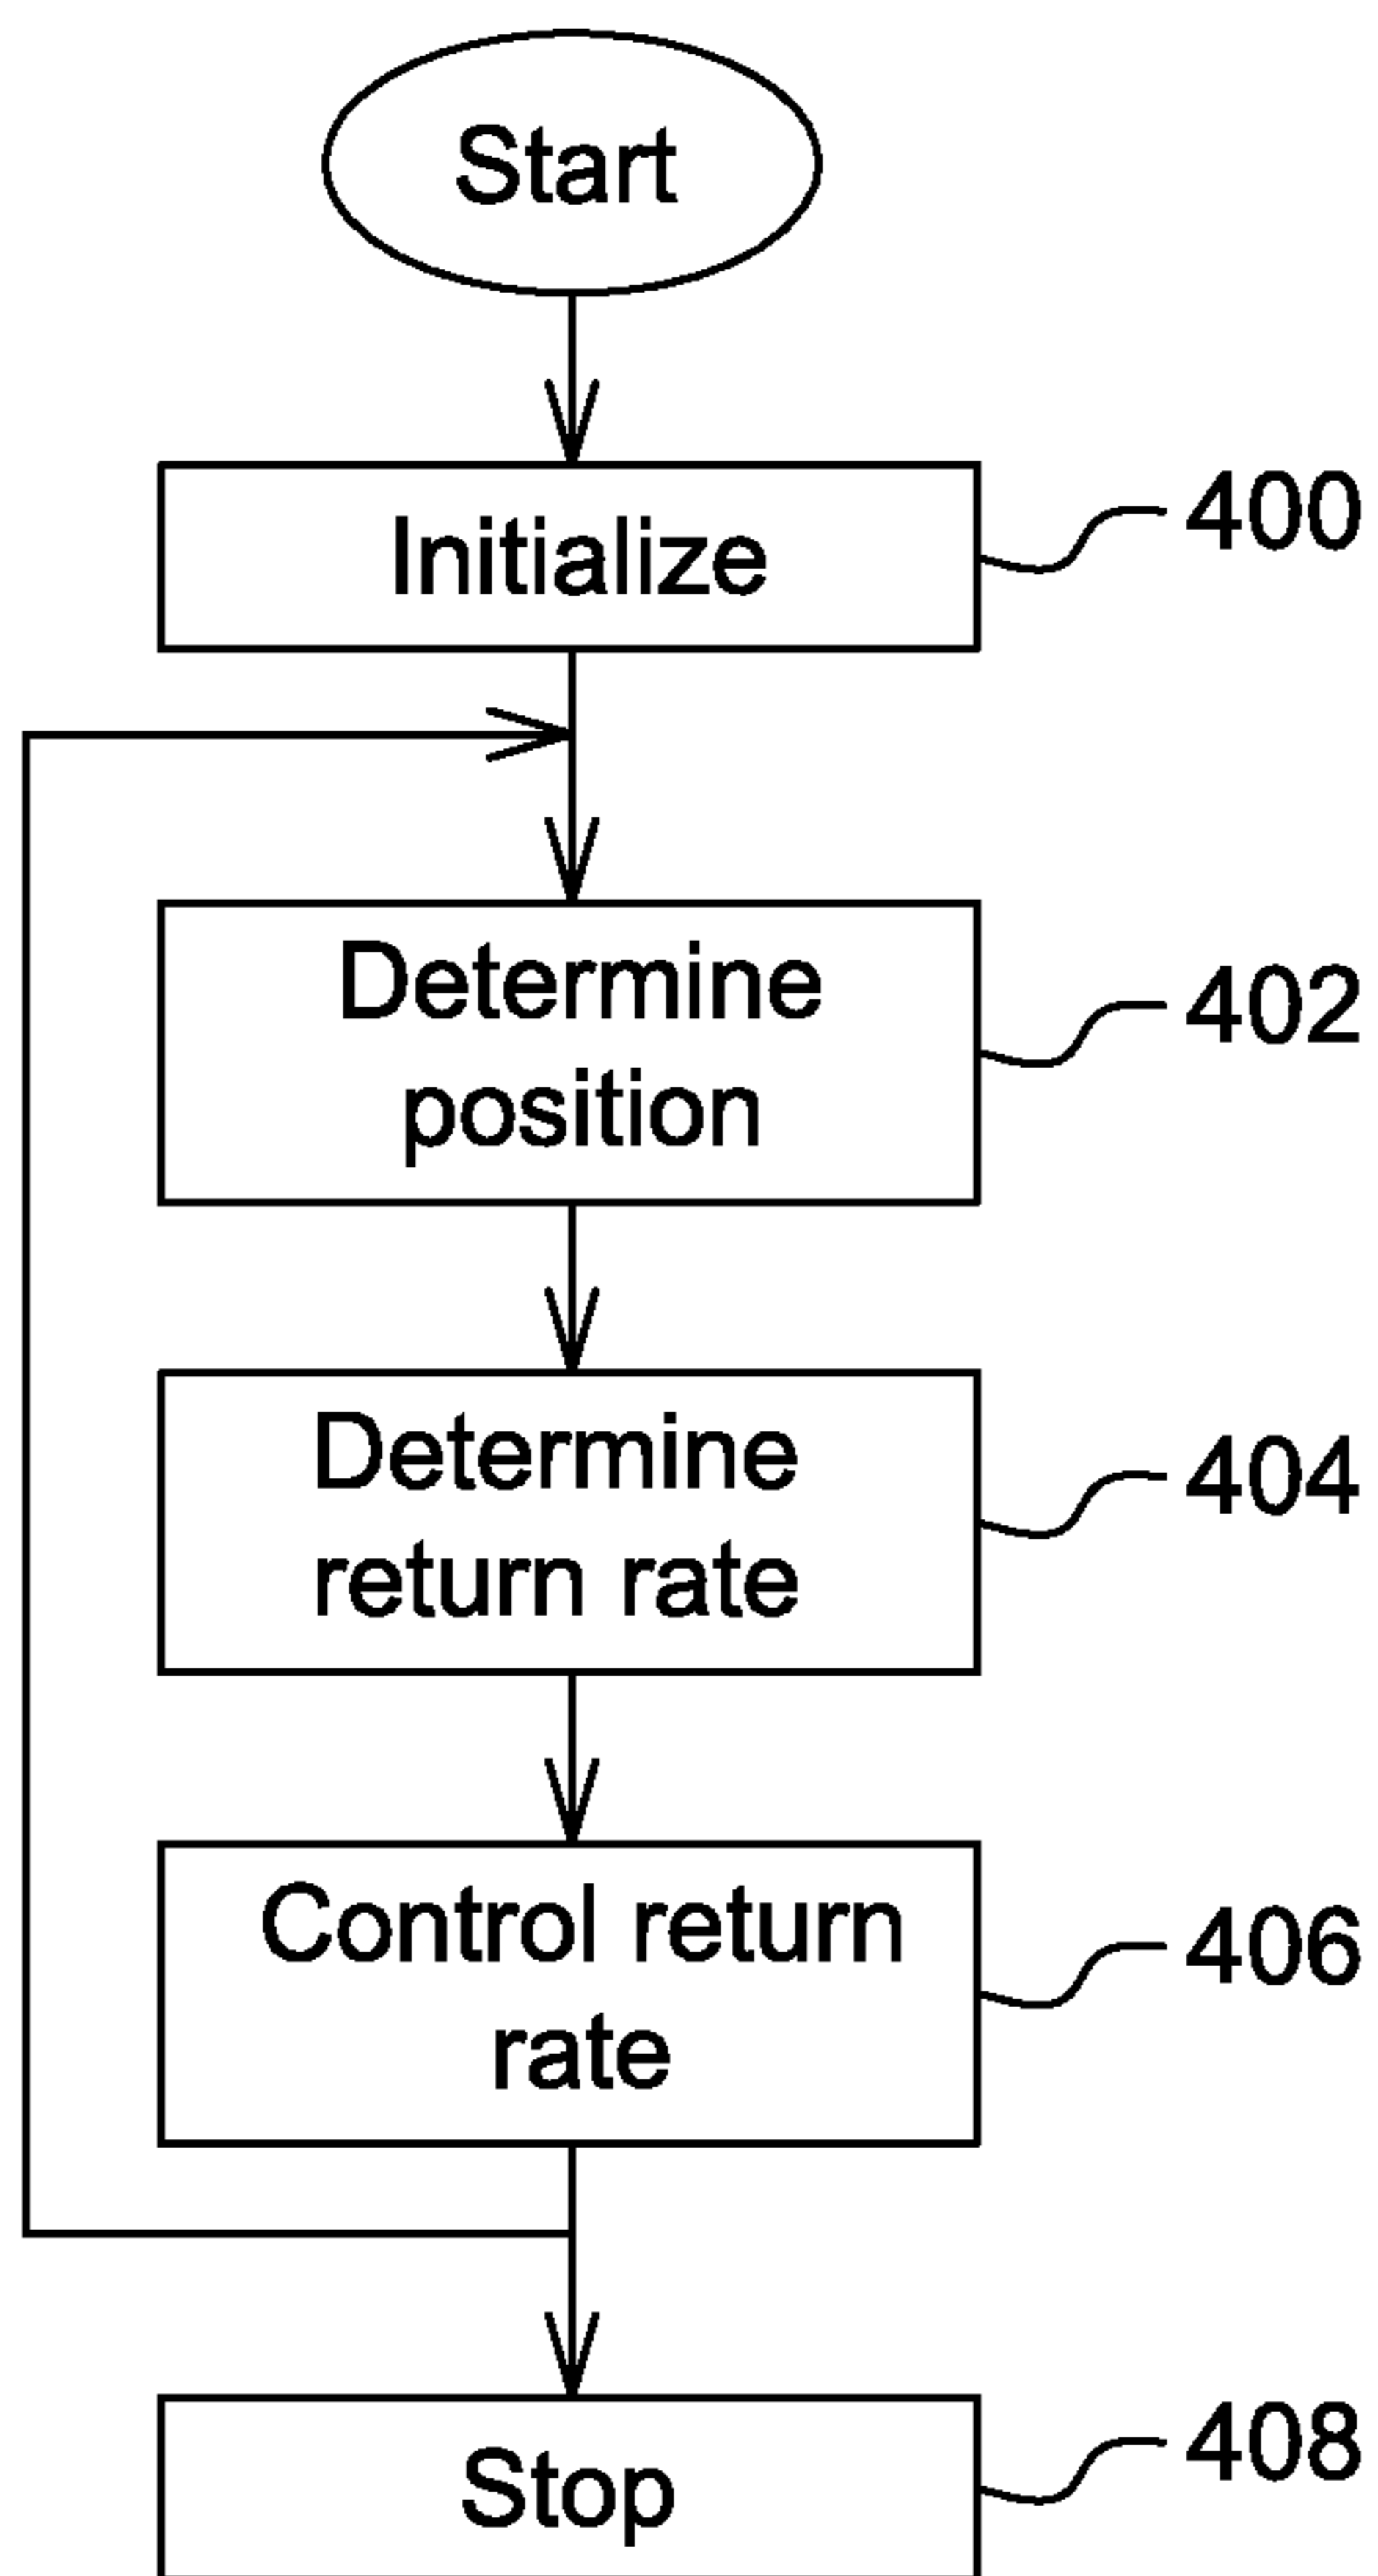 Start
Initialize
400
Determine
position
402
Determine
return rate
404
Control return
rate
406
Stop
408